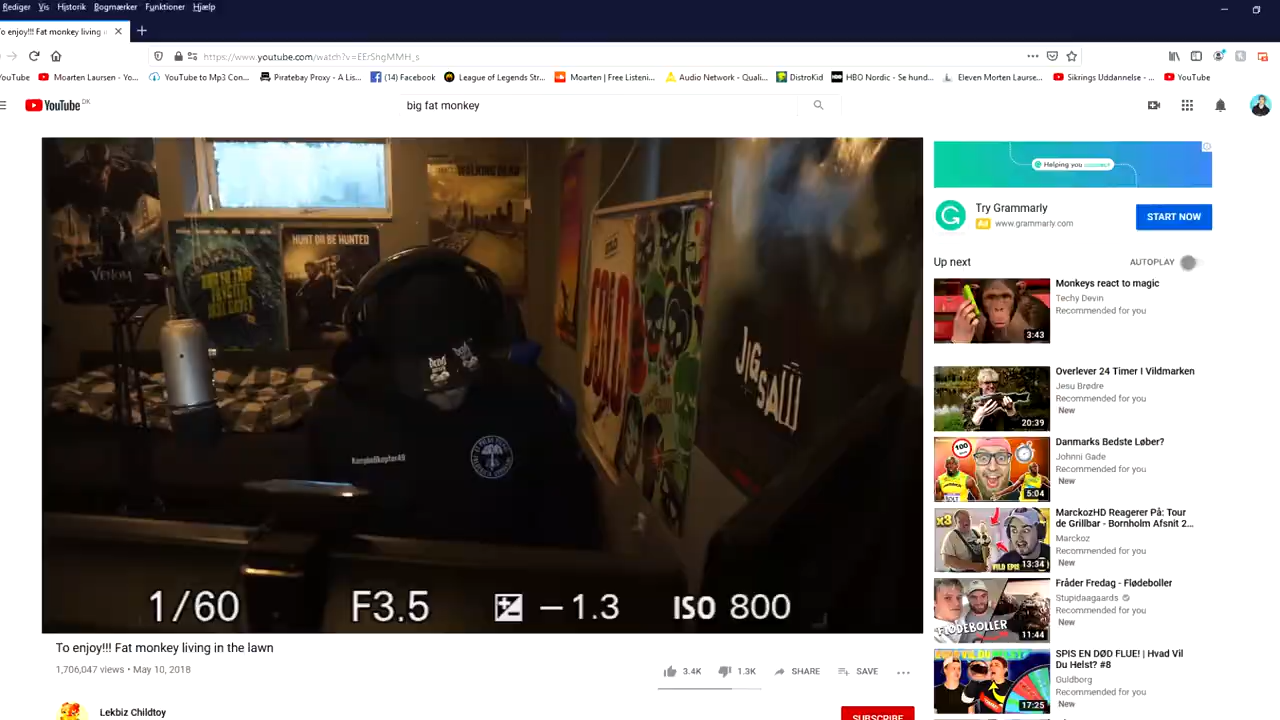 Rediger Vis Historik Bogmærker Funktioner Hjælp
To enjoy!!! Fat monkey living i
https://www.youtube.com/watch?v=EErShgMMH_s
YouTube
Moarten Laursen - Yo...
YouTube to Mp3 Con...
Piratebay Proxy - A Lis...
(14) Facebook
League of Legends Str...
Moarten | Free Listeni...
Audio Network - Quali...
DistroKid
HBO Nordic - Se hund...
Eleven Morten Laurse...
Sikrings Uddannelse - ...
YouTube
YouTube DK
big fat monkey
VENOM
HUNT OR BE HUNTED
WALKING DEAD
JIGSAW
1/60 F3.5 −1.3 ISO 800
To enjoy!!! Fat monkey living in the lawn
1,706,047 views • May 10, 2018
3.4K 1.3K SHARE SAVE
Lekbiz Childtoy
SUBSCRIBE
Helping you connect
Try Grammarly
Ad www.grammarly.com
START NOW
Up next
AUTOPLAY
Monkeys react to magic
Techy Devin
Recommended for you
3:43
Overlever 24 Timer I Vildmarken
Jesu Brødre
Recommended for you
New
20:39
Danmarks Bedste Løber?
Johnni Gade
Recommended for you
New
100
5:04
MarckozHD Reagerer På: Tour
de Grillbar - Bornholm Afsnit 2...
Marckoz
Recommended for you
New
x3
13:34
Fråder Fredag - Flødeboller
Stupidaagaards
Recommended for you
New
FLØDEBOLLER
11:44
SPIS EN DØD FLUE! | Hvad Vil
Du Helst? #8
Guldborg
Recommended for you
New
17:25